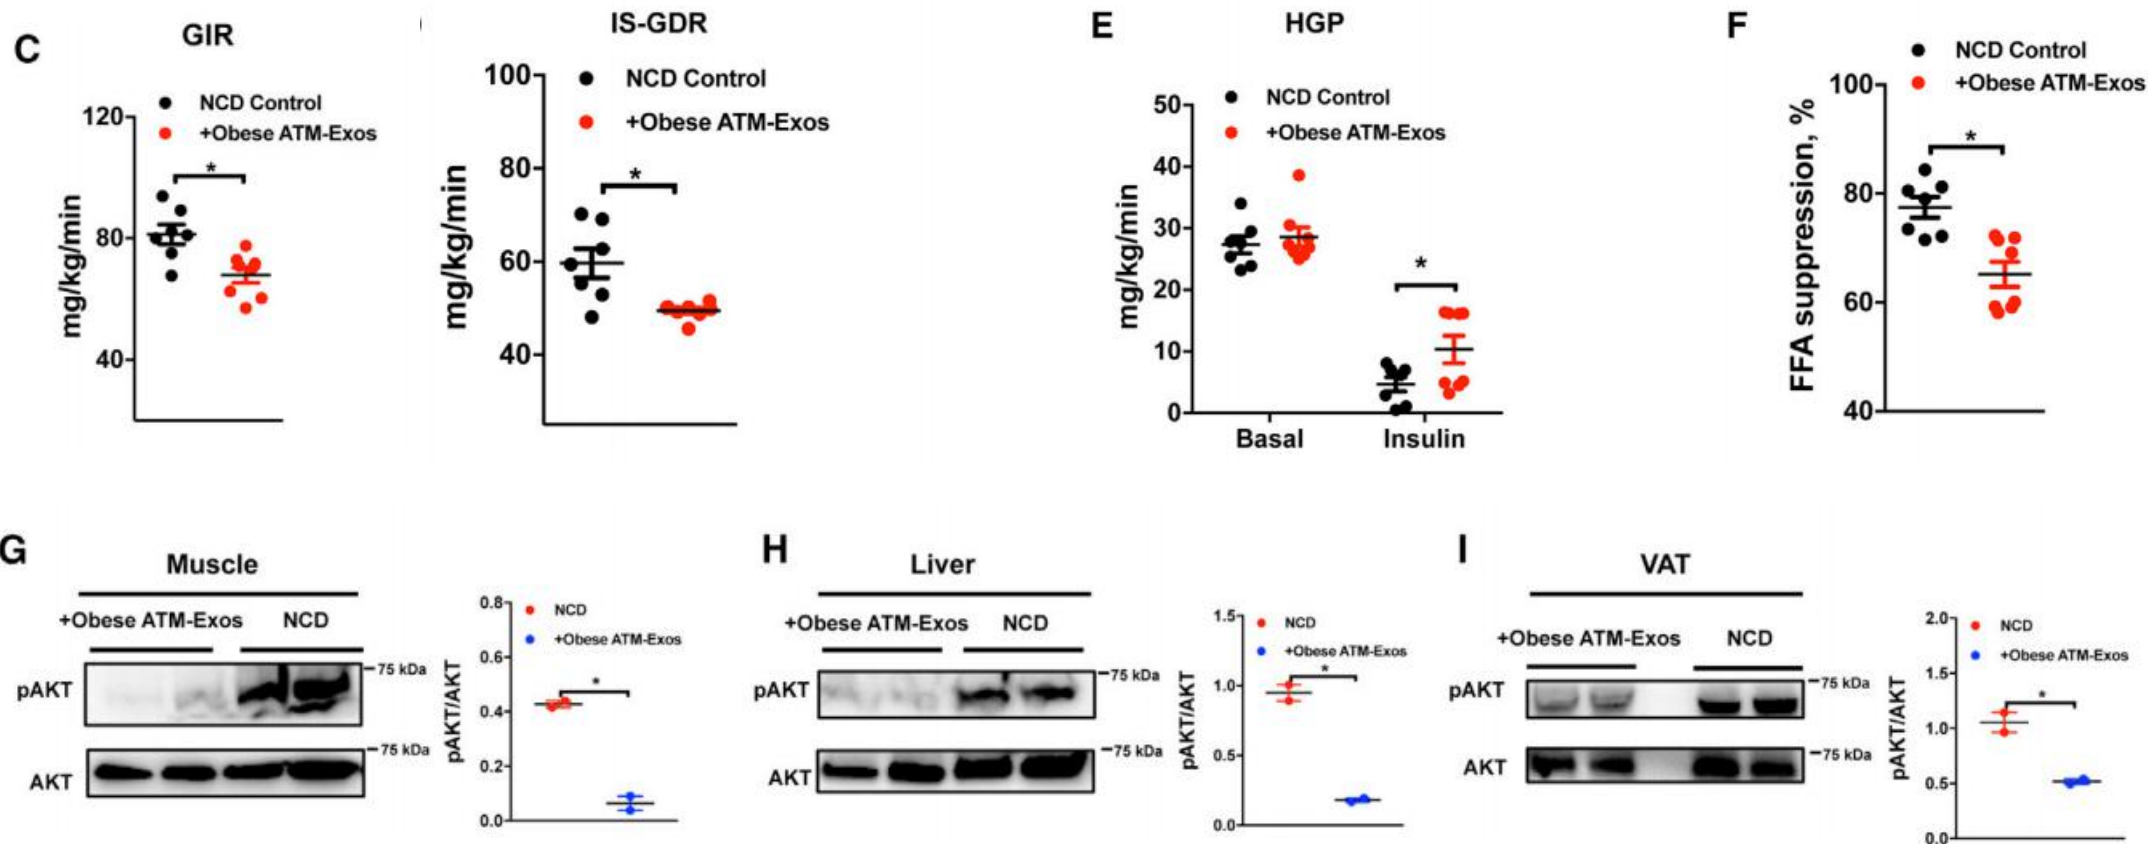 C
GIR
NCD Control
+Obese ATM-Exos
120
80
40
mg/kg/min
*
IS-GDR
NCD Control
+Obese ATM-Exos
100
80
60
40
mg/kg/min
*
E
HGP
NCD Control
+Obese ATM-Exos
50
40
30
20
10
0
mg/kg/min
*
Basal
Insulin
F
NCD Control
+Obese ATM-Exos
100
80
60
40
FFA suppression, %
*
G
Muscle
+Obese ATM-Exos
NCD
75 kDa
pAKT
75 kDa
AKT
0.8
0.6
0.4
0.2
0.0
pAKT/AKT
NCD
+Obese ATM-Exos
*
H
Liver
+Obese ATM-Exos
NCD
75 kDa
pAKT
75 kDa
AKT
1.5
1.0
0.5
0.0
pAKT/AKT
NCD
+Obese ATM-Exos
*
I
VAT
+Obese ATM-Exos
NCD
75 kDa
pAKT
75 kDa
AKT
2.0
1.5
1.0
0.5
0.0
pAKT/AKT
NCD
+Obese ATM-Exos
*